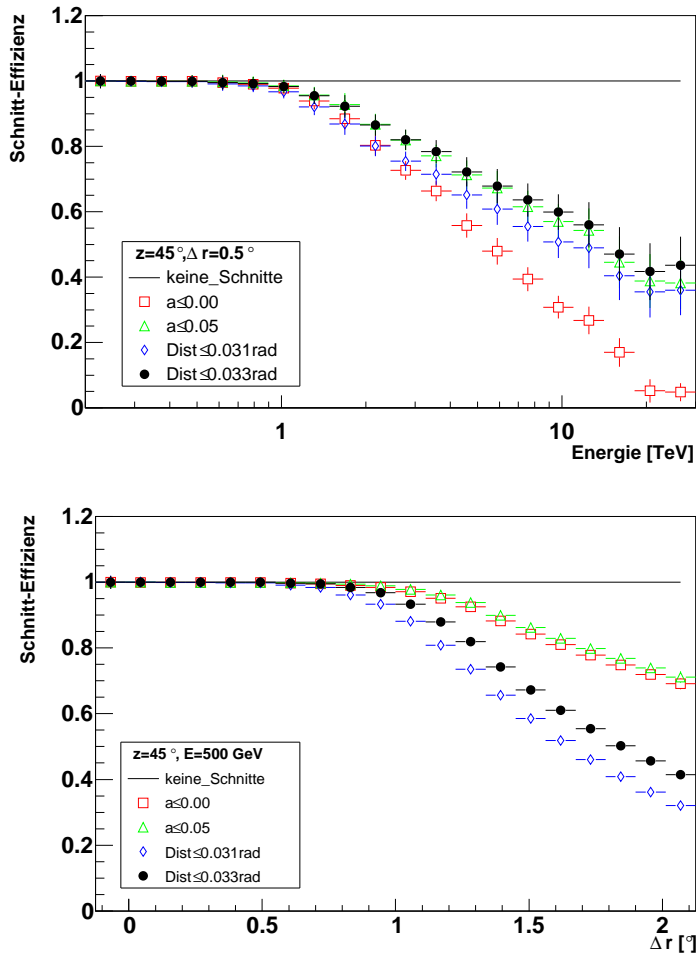 Schnitt-Effizienz
1.2
1
0.8
0.6
0.4
0.2
0
z=45°,Δ r=0.5°
keine_Schnitte
a≤0.00
a≤0.05
Dist≤0.031rad
Dist≤0.033rad
1
10
Energie [TeV]
Schnitt-Effizienz
1.2
1
0.8
0.6
0.4
0.2
0
z=45°, E=500 GeV
keine_Schnitte
a≤0.00
a≤0.05
Dist≤0.031rad
Dist≤0.033rad
0
0.5
1
1.5
2
Δ r [°]